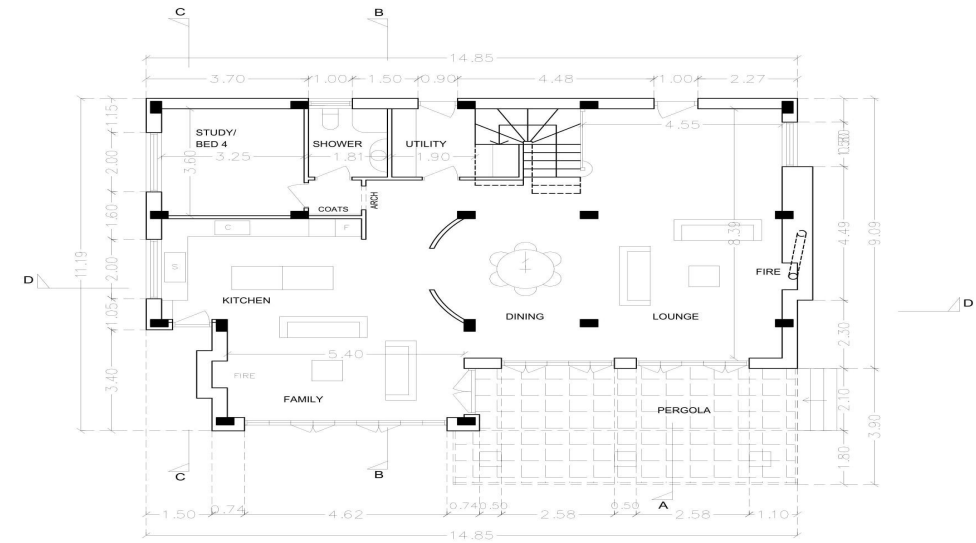 C
B
14.85
3.70 1.00 1.50 0.90 4.48 1.00 2.27
1.15
STUDY/
BED 4
SHOWER
UTILITY
4.55
3.25
1.81
1.90
3.60
2.00
1.60
COATS
ARCH
C
F
S
8.39
4.49
9.09
11.19
2.00
D
KITCHEN
FIRE
D
1.05
DINING
LOUNGE
2.30
5.40
3.40
FIRE
FAMILY
PERGOLA
2.10
3.90
1.80
C
B
A
1.50 0.74 4.62 0.74 0.50 2.58 0.50 2.58 1.10
14.85